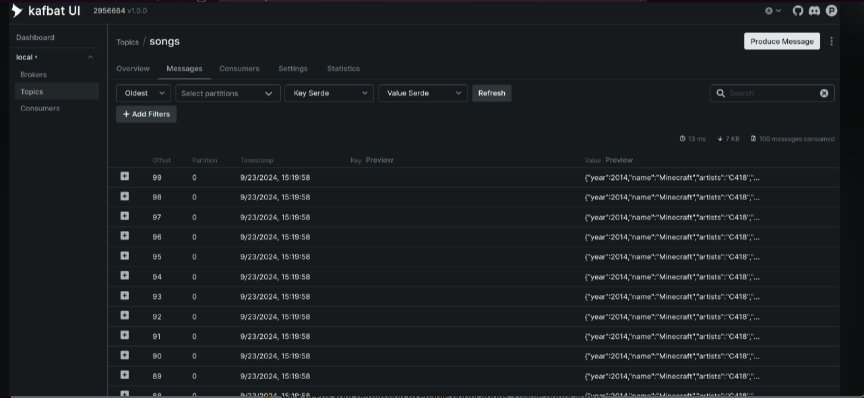 kafbat UI 2956664 v1.0.0
Dashboard
local
Brokers
Topics
Consumers
Topics / songs
Produce Message
Overview Messages Consumers Settings Statistics
Oldest Select partitions Key Serde Value Serde Refresh Search
+ Add Filters
13 ms 7 KB 100 messages consumed
Offset Partition Timestamp Key Preview Value Preview
99 0 9/23/2024, 15:19:58 {"year":2014,"name":"Minecraft","artists":"C418","...
98 0 9/23/2024, 15:19:58 {"year":2014,"name":"Minecraft","artists":"C418","...
97 0 9/23/2024, 15:19:58 {"year":2014,"name":"Minecraft","artists":"C418","...
96 0 9/23/2024, 15:19:58 {"year":2014,"name":"Minecraft","artists":"C418","...
95 0 9/23/2024, 15:19:58 {"year":2014,"name":"Minecraft","artists":"C418","...
94 0 9/23/2024, 15:19:58 {"year":2014,"name":"Minecraft","artists":"C418","...
93 0 9/23/2024, 15:19:58 {"year":2014,"name":"Minecraft","artists":"C418","...
92 0 9/23/2024, 15:19:58 {"year":2014,"name":"Minecraft","artists":"C418","...
91 0 9/23/2024, 15:19:58 {"year":2014,"name":"Minecraft","artists":"C418","...
90 0 9/23/2024, 15:19:58 {"year":2014,"name":"Minecraft","artists":"C418","...
89 0 9/23/2024, 15:19:58 {"year":2014,"name":"Minecraft","artists":"C418","...